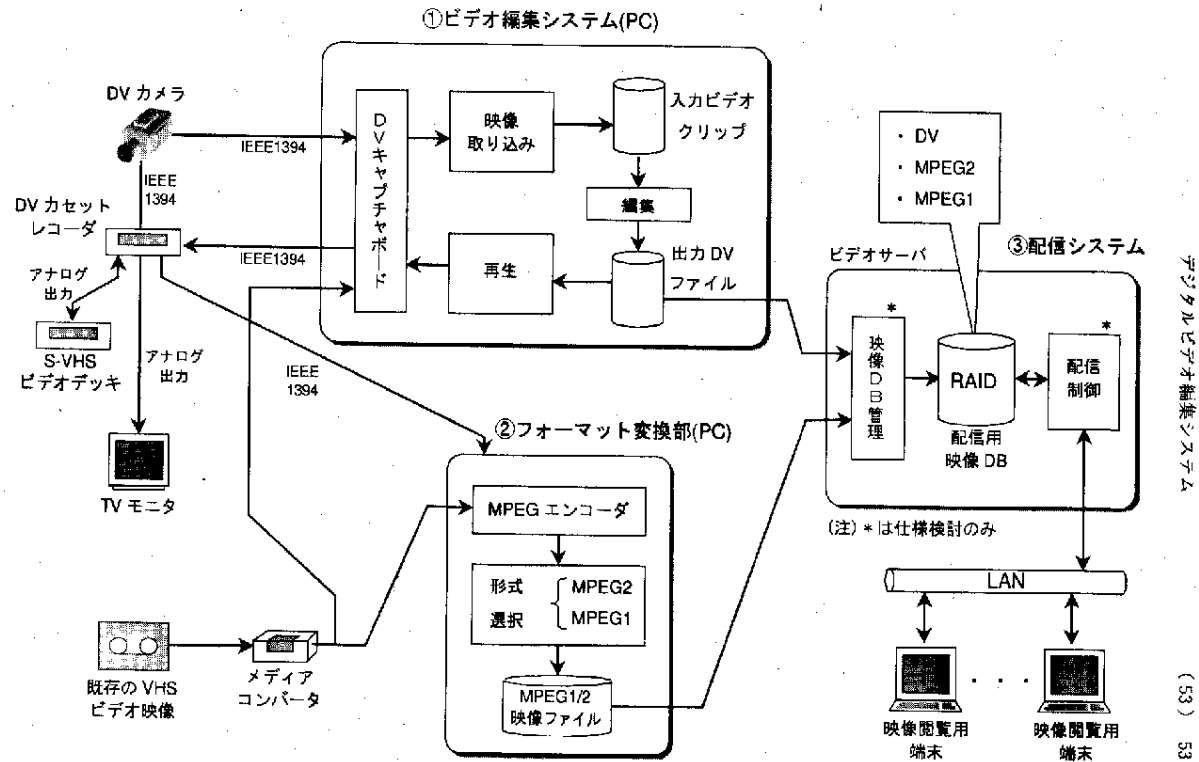 ①ビデオ編集システム(PC)
DV カメラ
IEEE1394
IEEE
1394
DV カセット
レコーダ
IEEE1394
アナログ
出力
S-VHS
ビデオデッキ
アナログ
出力
TV モニタ
DVキャプチャボード
映像
取り込み
入力ビデオ
クリップ
編集
出力 DV
ファイル
再生
IEEE
1394
②フォーマット変換部(PC)
MPEG エンコーダ
形式
選択
MPEG2
MPEG1
MPEG1/2
映像ファイル
既存の VHS
ビデオ映像
メディア
コンバータ
・ DV
・ MPEG2
・ MPEG1
③配信システム
ビデオサーバ
*
映像DB管理
RAID
配信用
映像 DB
*
配信
制御
(注) * は仕様検討のみ
LAN
・ ・ ・
映像閲覧用
端末
映像閲覧用
端末
デジタルビデオ編集システム
( 53 ) 53